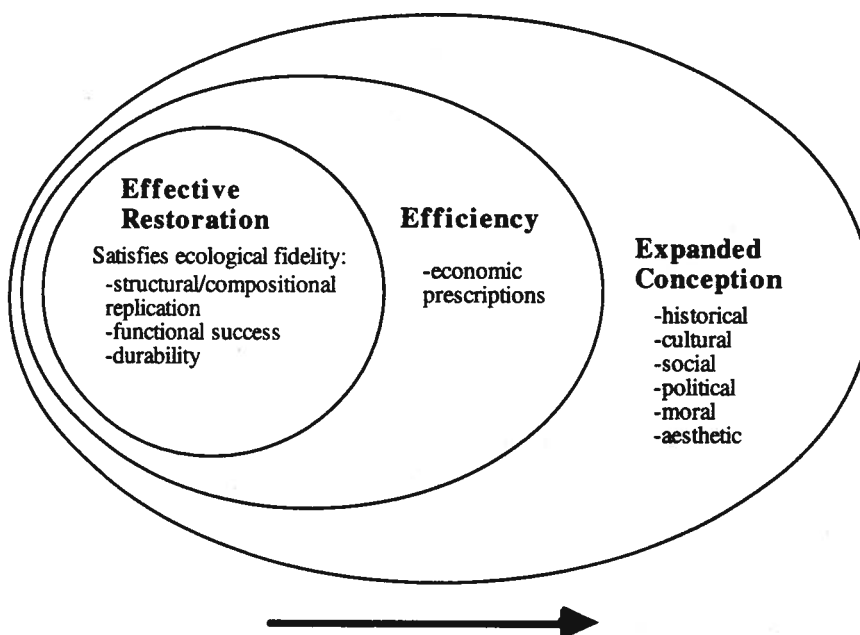 Effective
Restoration
Satisfies ecological fidelity:
-structural/compositional
replication
-functional success
-durability
Efficiency
-economic
prescriptions
Expanded
Conception
-historical
-cultural
-social
-political
-moral
-aesthetic